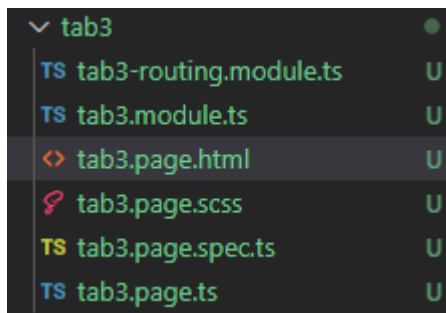 tab3
TS tab3-routing.module.ts U
TS tab3.module.ts U
<> tab3.page.html U
tab3.page.scss U
TS tab3.page.spec.ts U
TS tab3.page.ts U